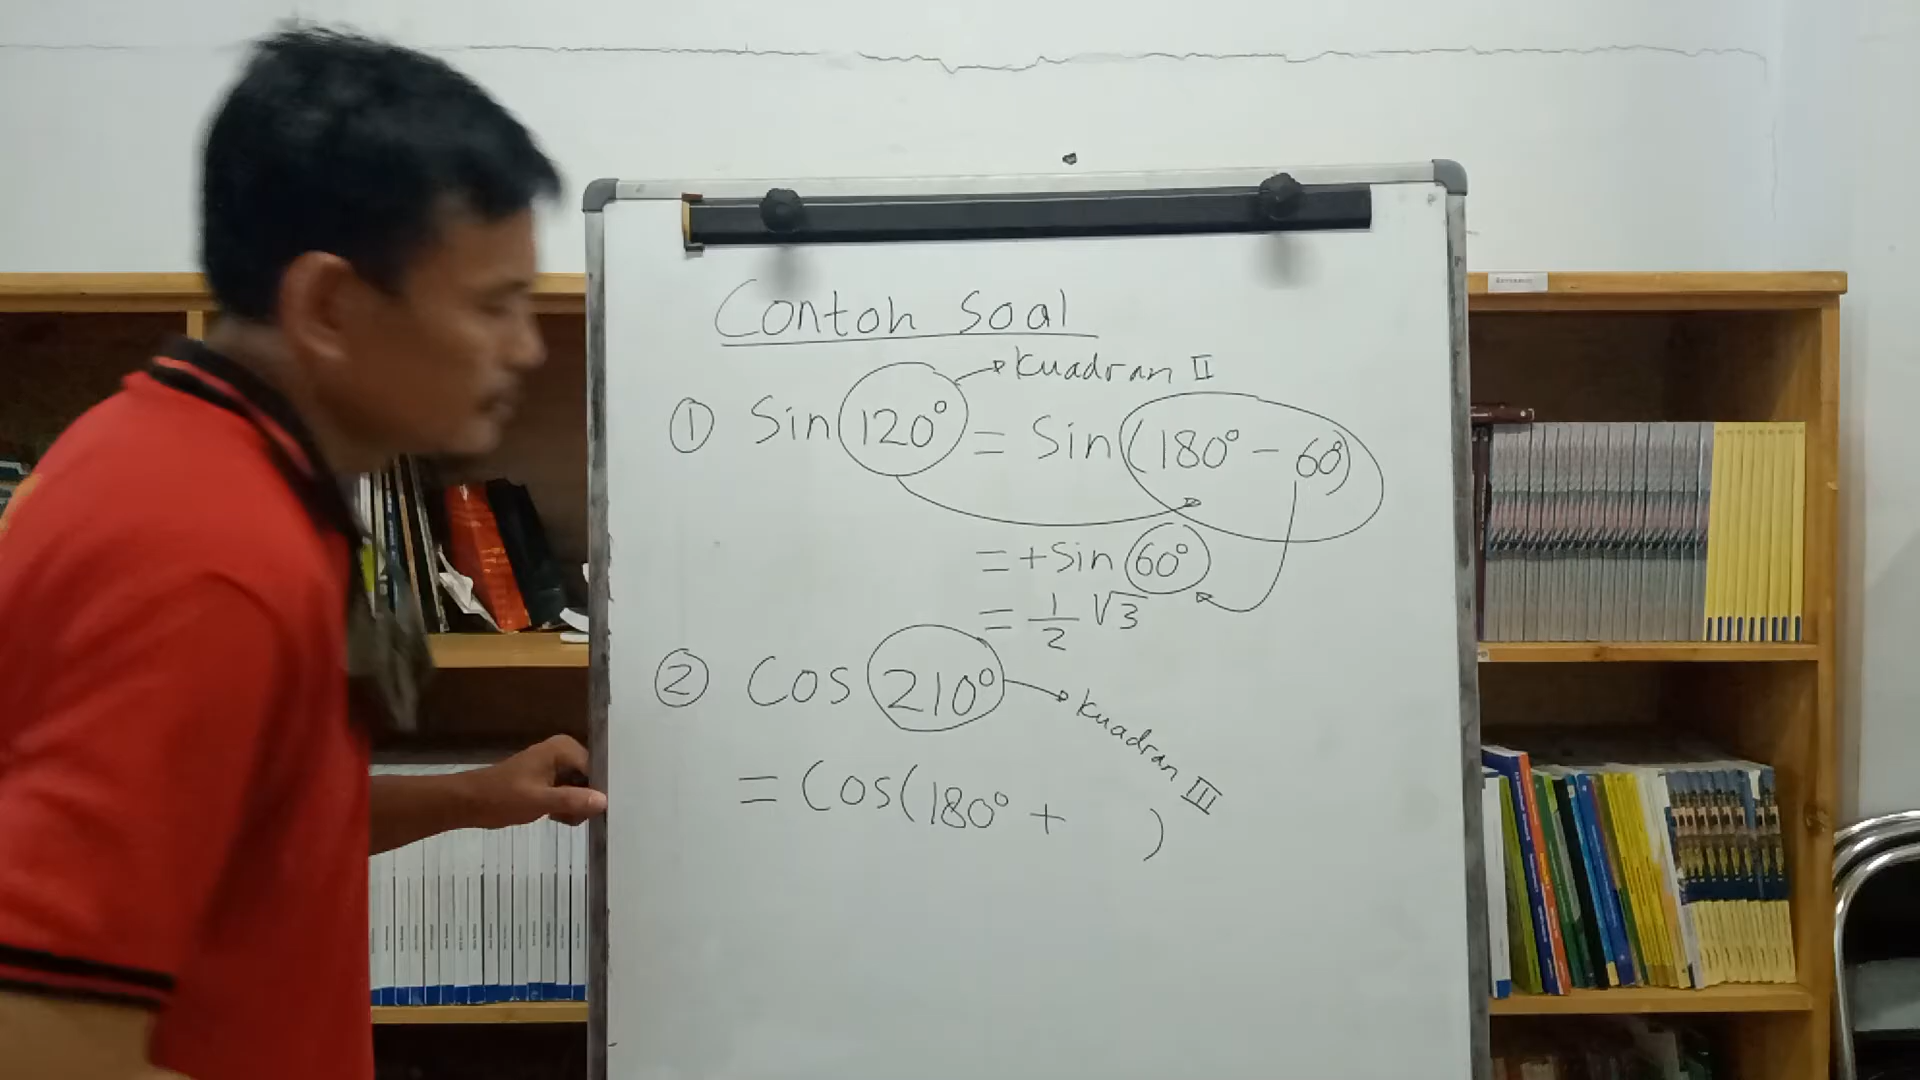 Contoh Soal
→ Kuadran II
① Sin 120° = Sin (180° - 60°)
= + Sin 60°
= 1/2 √3
② Cos 210° → Kuadran III
= Cos (180° +      )